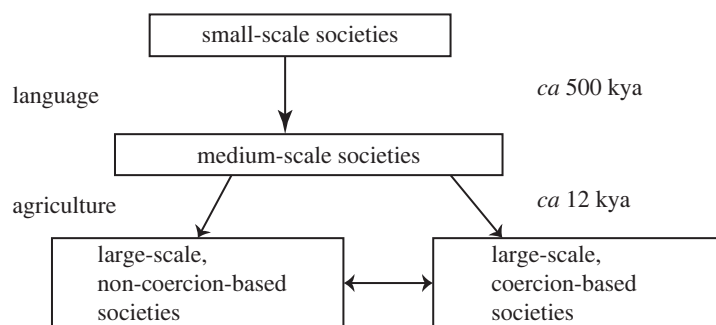 small-scale societies
language
ca 500 kya
medium-scale societies
agriculture
ca 12 kya
large-scale,
non-coercion-based
societies
large-scale,
coercion-based
societies